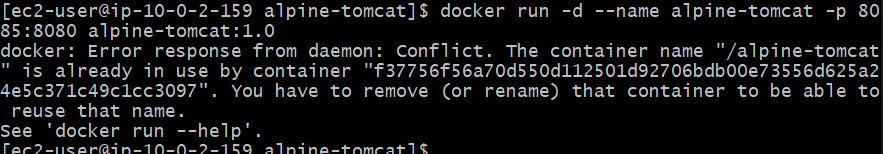 [ec2-user@ip-10-0-2-159 alpine-tomcat]$ docker run -d --name alpine-tomcat -p 80
85:8080 alpine-tomcat:1.0
docker: Error response from daemon: Conflict. The container name "/alpine-tomcat
" is already in use by container "f37756f56a70d550d112501d92706bdb00e73556d625a2
4e5c371c49c1cc3097". You have to remove (or rename) that container to be able to
 reuse that name.
See 'docker run --help'.
[ec2-user@ip-10-0-2-159 alpine-tomcat]$